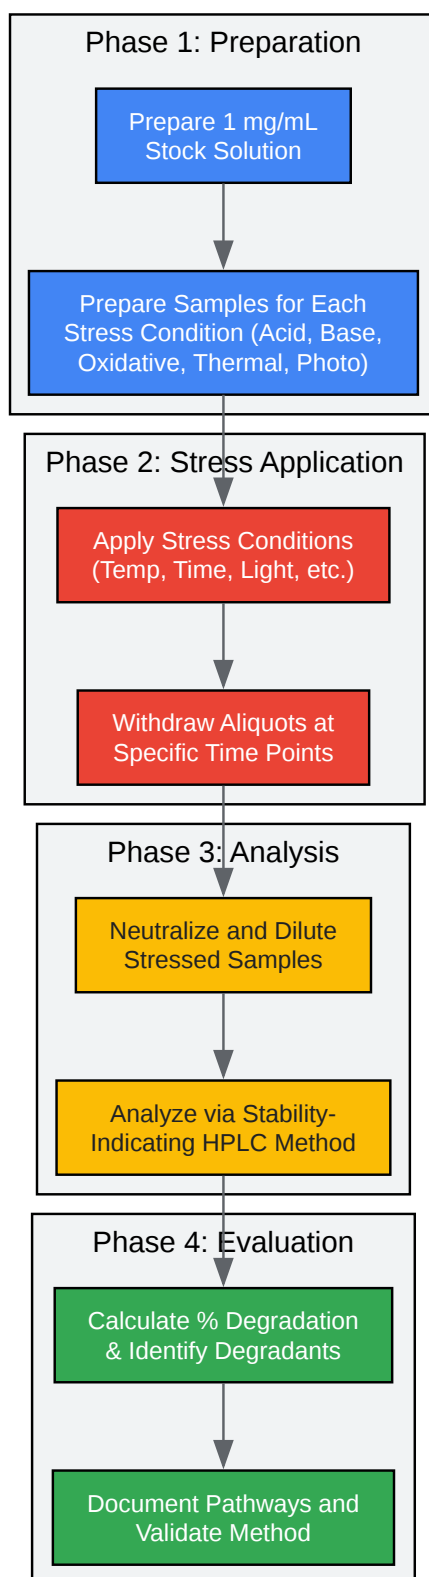 Phase 1: Preparation
Prepare 1 mg/mL
Stock Solution
Prepare Samples for Each
Stress Condition (Acid, Base,
Oxidative, Thermal, Photo)
Phase 2: Stress Application
Apply Stress Conditions
(Temp, Time, Light, etc.)
Withdraw Aliquots at
Specific Time Points
Phase 3: Analysis
Neutralize and Dilute
Stressed Samples
Analyze via Stability-
Indicating HPLC Method
Phase 4: Evaluation
Calculate % Degradation
& Identify Degradants
Document Pathways and
Validate Method